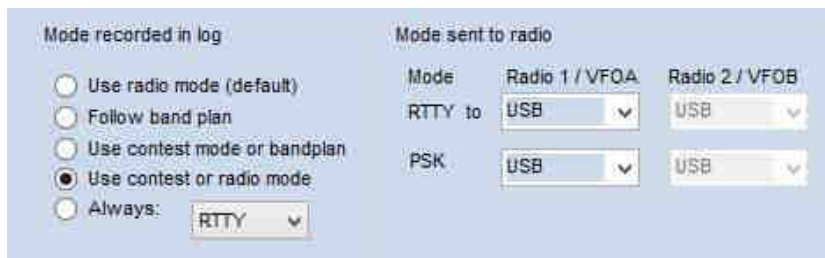 Mode recorded in log
Use radio mode (default)
Follow band plan
Use contest mode or bandplan
Use contest or radio mode
Always: RTTY
Mode sent to radio
Mode Radio 1 / VFOA Radio 2 / VFOB
RTTY to USB USB
PSK USB USB